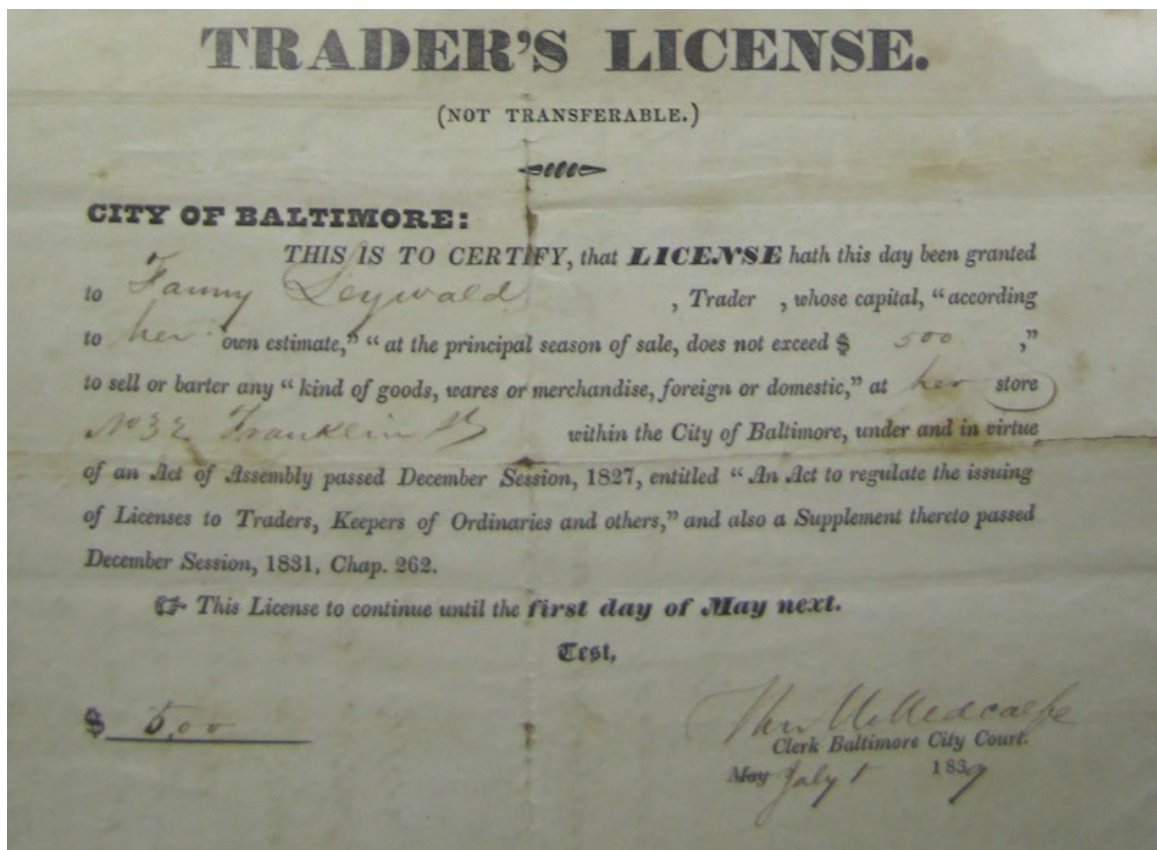 TRADER'S LICENSE.
(NOT TRANSFERABLE.)
CITY OF BALTIMORE:
THIS IS TO CERTIFY, that LICENSE hath this day been granted
to Fanny Seywald , Trader , whose capital, "according
to her own estimate," "at the principal season of sale, does not exceed $ 500 ,"
to sell or barter any "kind of goods, wares or merchandise, foreign or domestic," at her store
No 32 Franklin St within the City of Baltimore, under and in virtue
of an Act of Assembly passed December Session, 1827, entitled "An Act to regulate the issuing
of Licenses to Traders, Keepers of Ordinaries and others," and also a Supplement thereto passed
December Session, 1831, Chap. 262.
☞ This License to continue until the first day of May next.
Test,
$ 5,00
Medcalfe
Clerk Baltimore City Court.
May July 1 1839